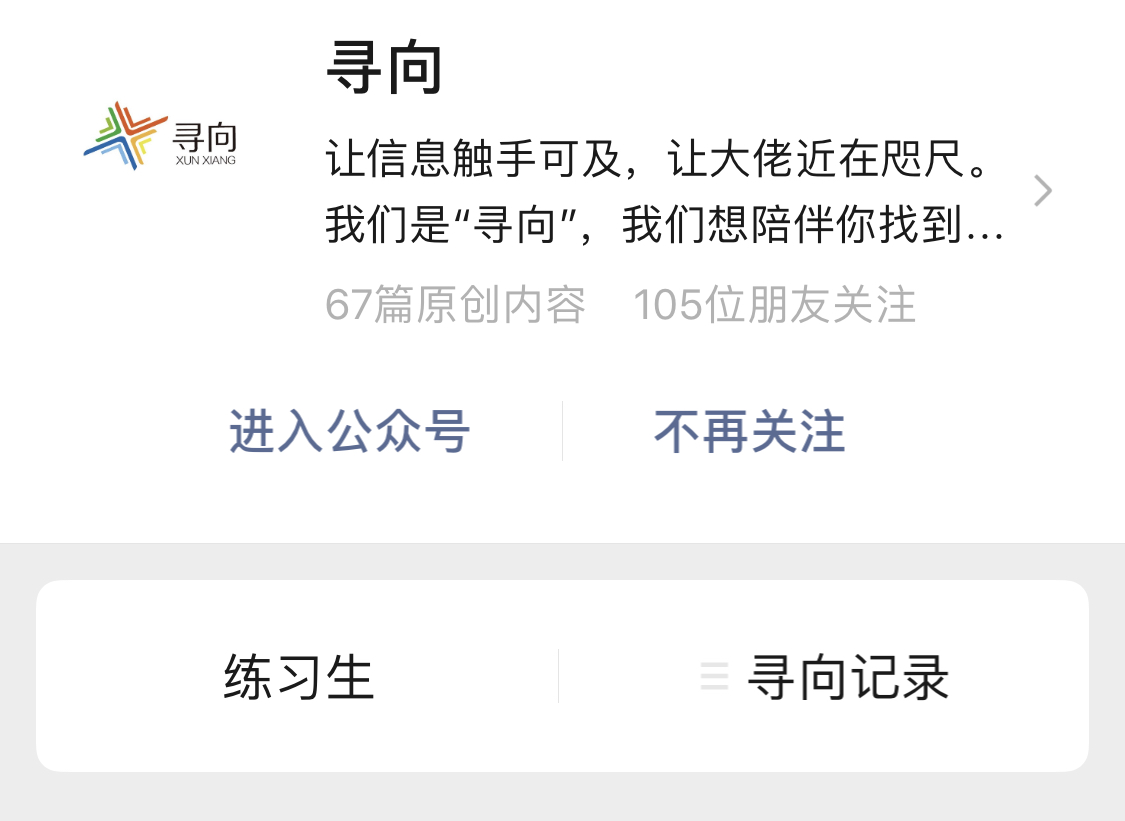 寻向
寻向
XUN XIANG
让信息触手可及，让大佬近在咫尺。
我们是“寻向”，我们想陪伴你找到...
67篇原创内容 105位朋友关注
进入公众号 不再关注
练习生 寻向记录